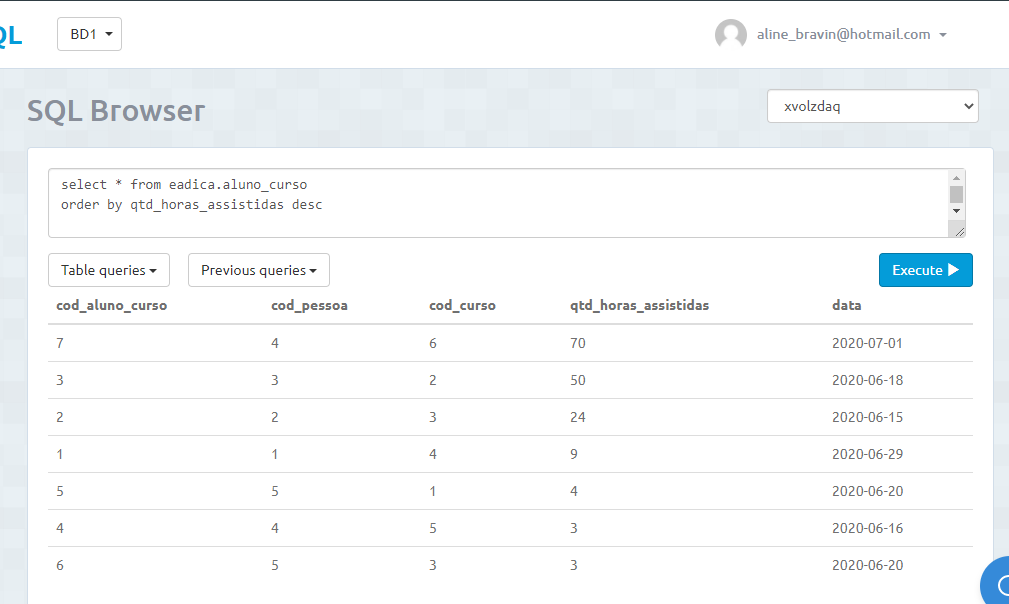 QL
BD1
aline_bravin@hotmail.com
SQL Browser
xvolzdaq
select * from eadica.aluno_curso
order by qtd_horas_assistidas desc
Table queries
Previous queries
Execute
cod_aluno_curso cod_pessoa cod_curso qtd_horas_assistidas data
7 4 6 70 2020-07-01
3 3 2 50 2020-06-18
2 2 3 24 2020-06-15
1 1 4 9 2020-06-29
5 5 1 4 2020-06-20
4 4 5 3 2020-06-16
6 5 3 3 2020-06-20